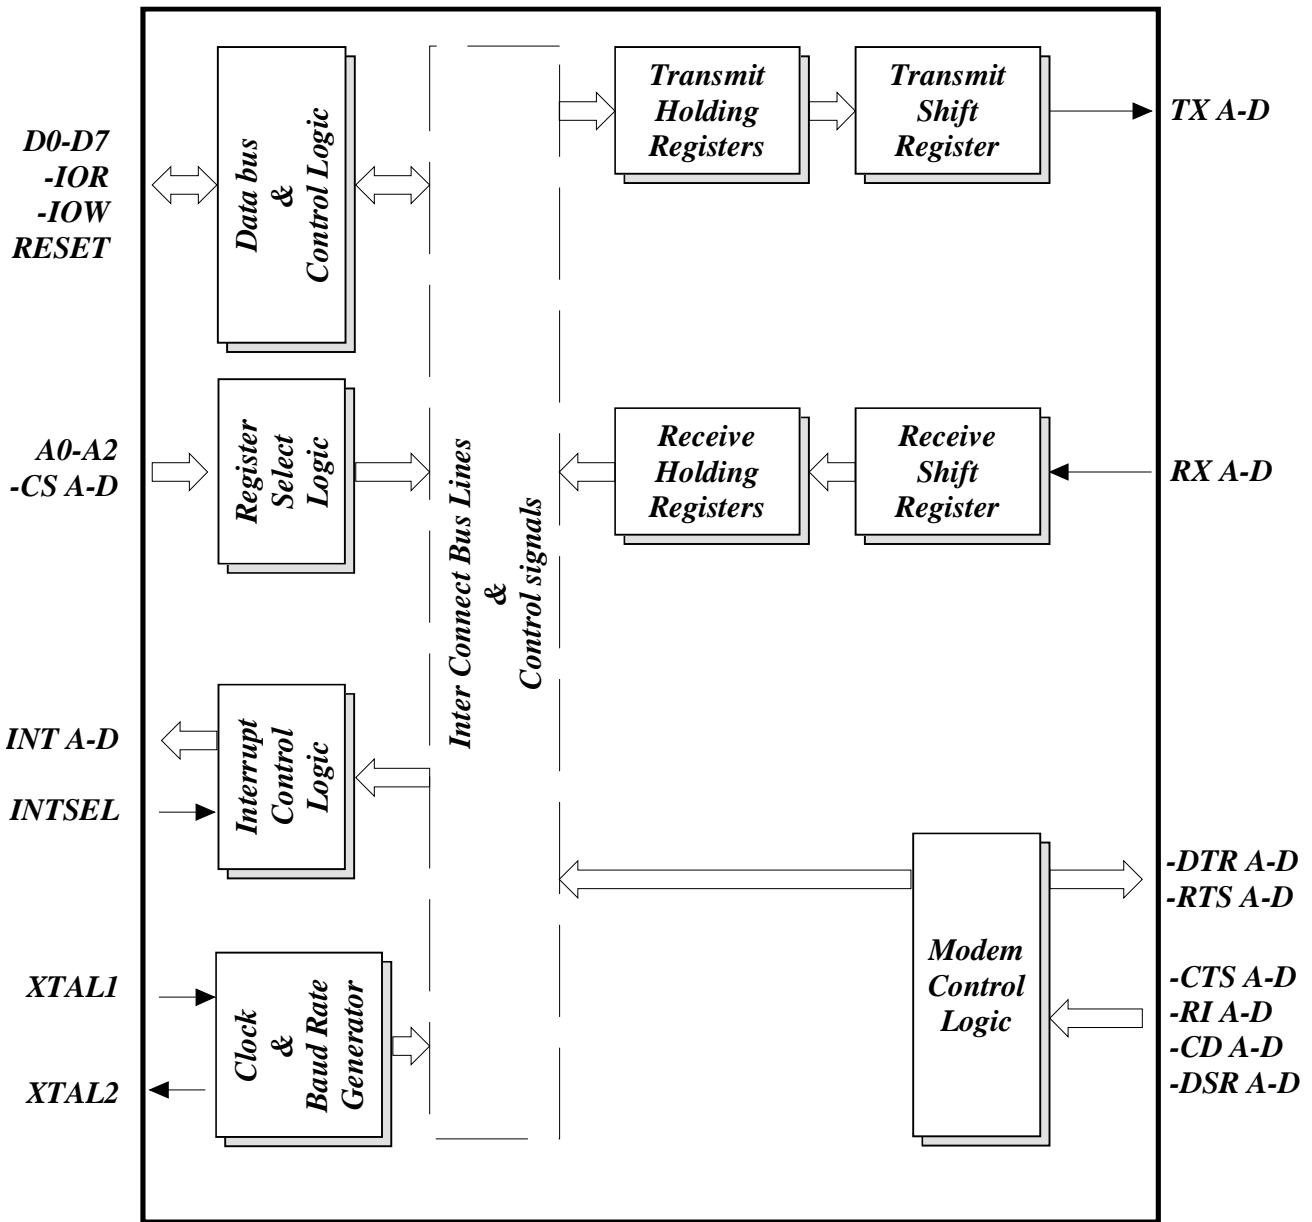 D0-D7
-IOR
-IOW
RESET
Data bus
&
Control Logic
A0-A2
-CS A-D
Register
Select
Logic
INT A-D
INTSEL
Interrupt
Control
Logic
XTAL1
XTAL2
Clock
&
Baud Rate
Generator
Inter Connect Bus Lines
&
Control signals
Transmit
Holding
Registers
Transmit
Shift
Register
TX A-D
Receive
Holding
Registers
Receive
Shift
Register
RX A-D
Modem
Control
Logic
-DTR A-D
-RTS A-D
-CTS A-D
-RI A-D
-CD A-D
-DSR A-D